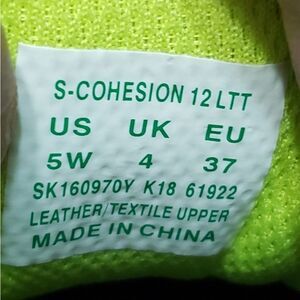 S-COHESION 12 LTT
US UK EU
5W 4 37
SK160970Y K18 61922
LEATHER/TEXTILE UPPER
MADE IN CHINA